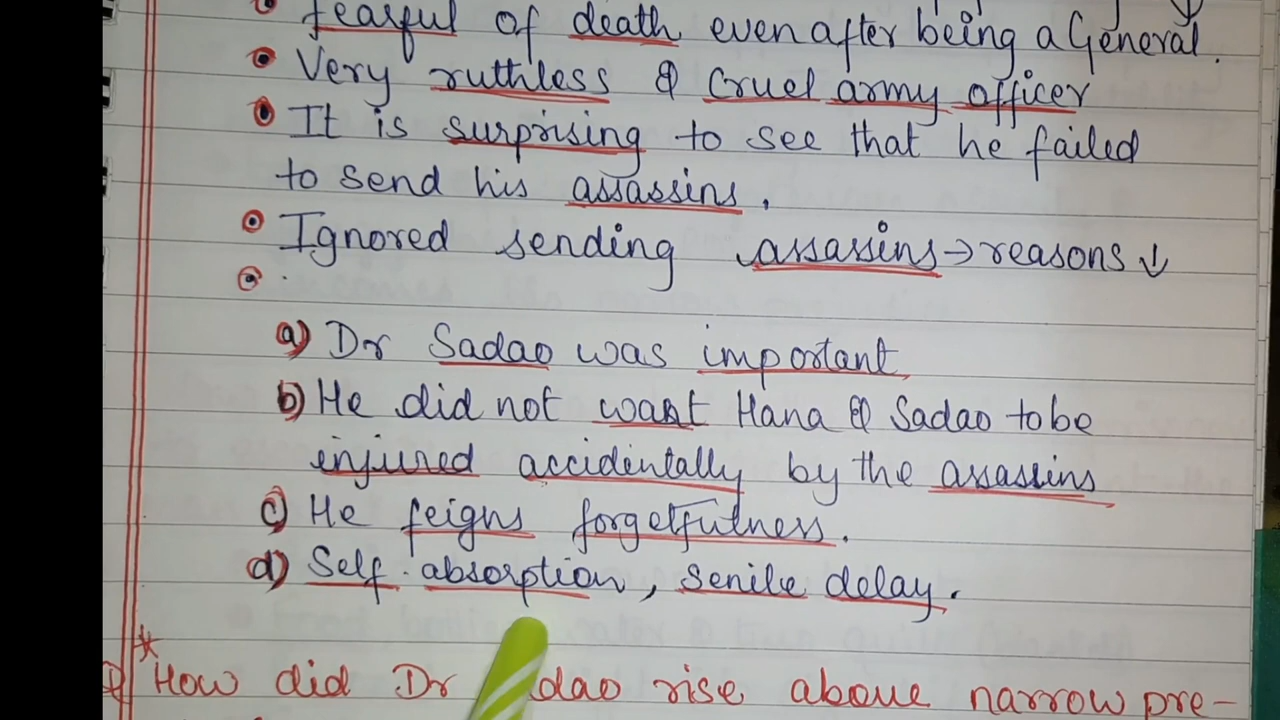 fearful of death even after being a General.
• Very ruthless & Cruel army officer
• It is surprising to see that he failed
to send his assassins.
• Ignored sending assassins → reasons ↓
a) Dr Sadao was important
b) He did not want Hana & Sadao to be
injured accidentally by the assassins
c) He feigns forgetfulness.
d) Self absorption, senile delay.
* How did Dr rise above narrow pre-